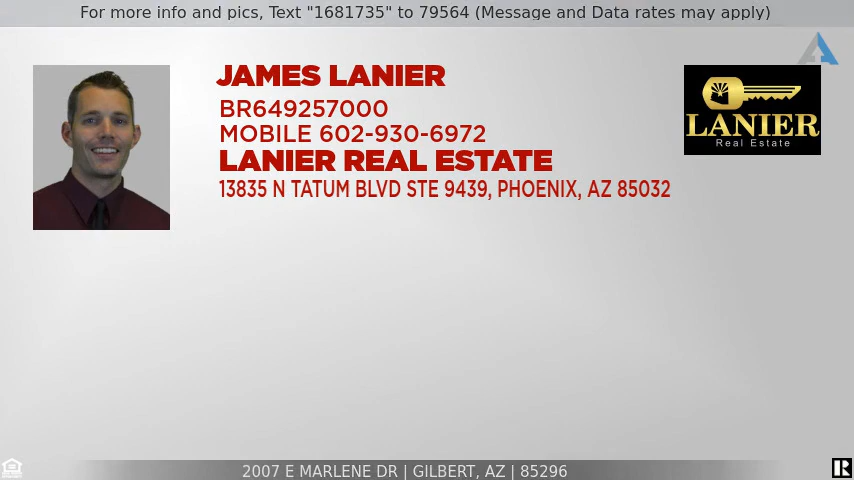 For more info and pics, Text "1681735" to 79564 (Message and Data rates may apply)
JAMES LANIER
BR649257000
MOBILE 602-930-6972
LANIER REAL ESTATE
13835 N TATUM BLVD STE 9439, PHOENIX, AZ 85032
LANIER
Real Estate
2007 E MARLENE DR | GILBERT, AZ | 85296